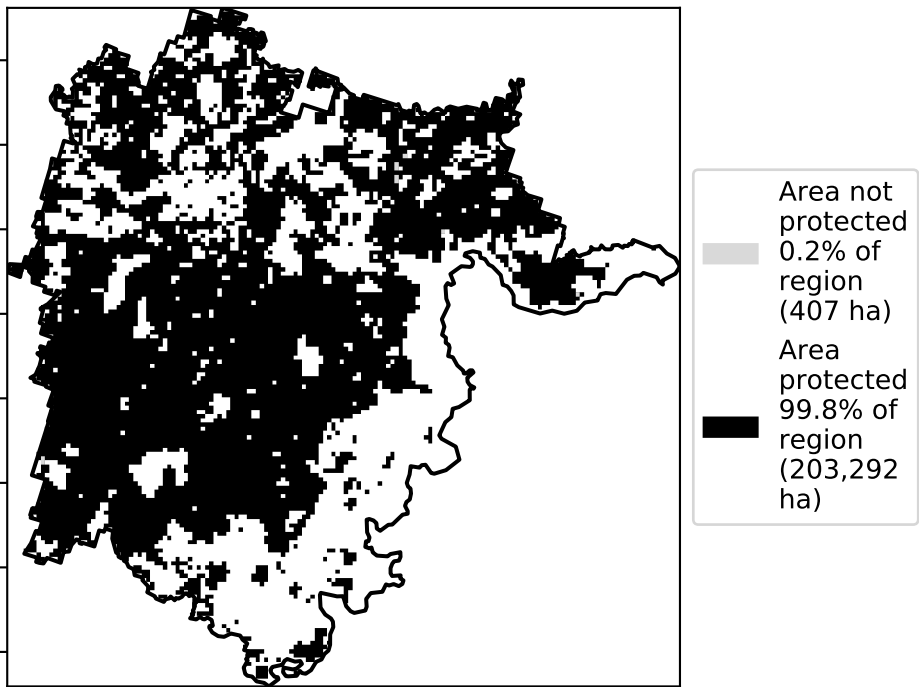 Area not
protected
0.2% of
region
(407 ha)
Area
protected
99.8% of
region
(203,292
ha)